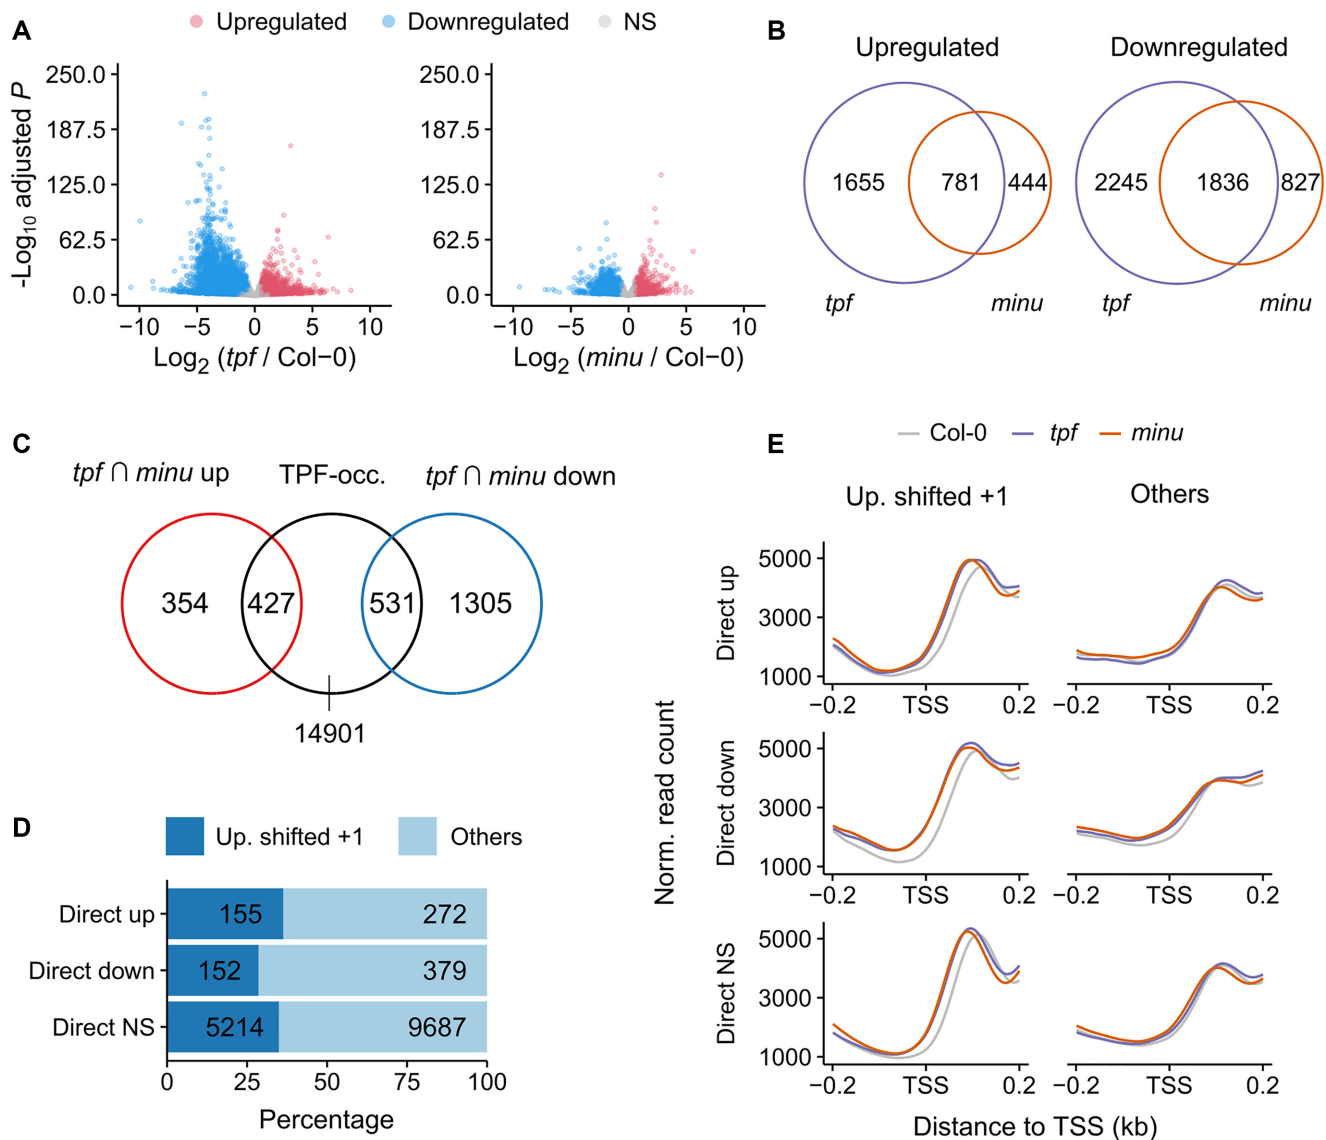 A
Upregulated Downregulated NS
-Log10 adjusted P
250.0
187.5
125.0
62.5
0.0
−10 −5 0 5 10
Log2 (tpf / Col−0)
250.0
187.5
125.0
62.5
0.0
−10 −5 0 5 10
Log2 (minu / Col−0)
B
Upregulated
1655 781 444
tpf minu
Downregulated
2245 1836 827
tpf minu
C
tpf ∩ minu up TPF-occ. tpf ∩ minu down
354 427 531 1305
14901
D
Up. shifted +1 Others
Direct up 155 272
Direct down 152 379
Direct NS 5214 9687
0 25 50 75 100
Percentage
E
Col-0 tpf minu
Up. shifted +1 Others
Norm. read count
Direct up
5000
3000
1000
−0.2 TSS 0.2 −0.2 TSS 0.2
Direct down
5000
3000
1000
−0.2 TSS 0.2 −0.2 TSS 0.2
Direct NS
5000
3000
1000
−0.2 TSS 0.2 −0.2 TSS 0.2
Distance to TSS (kb)